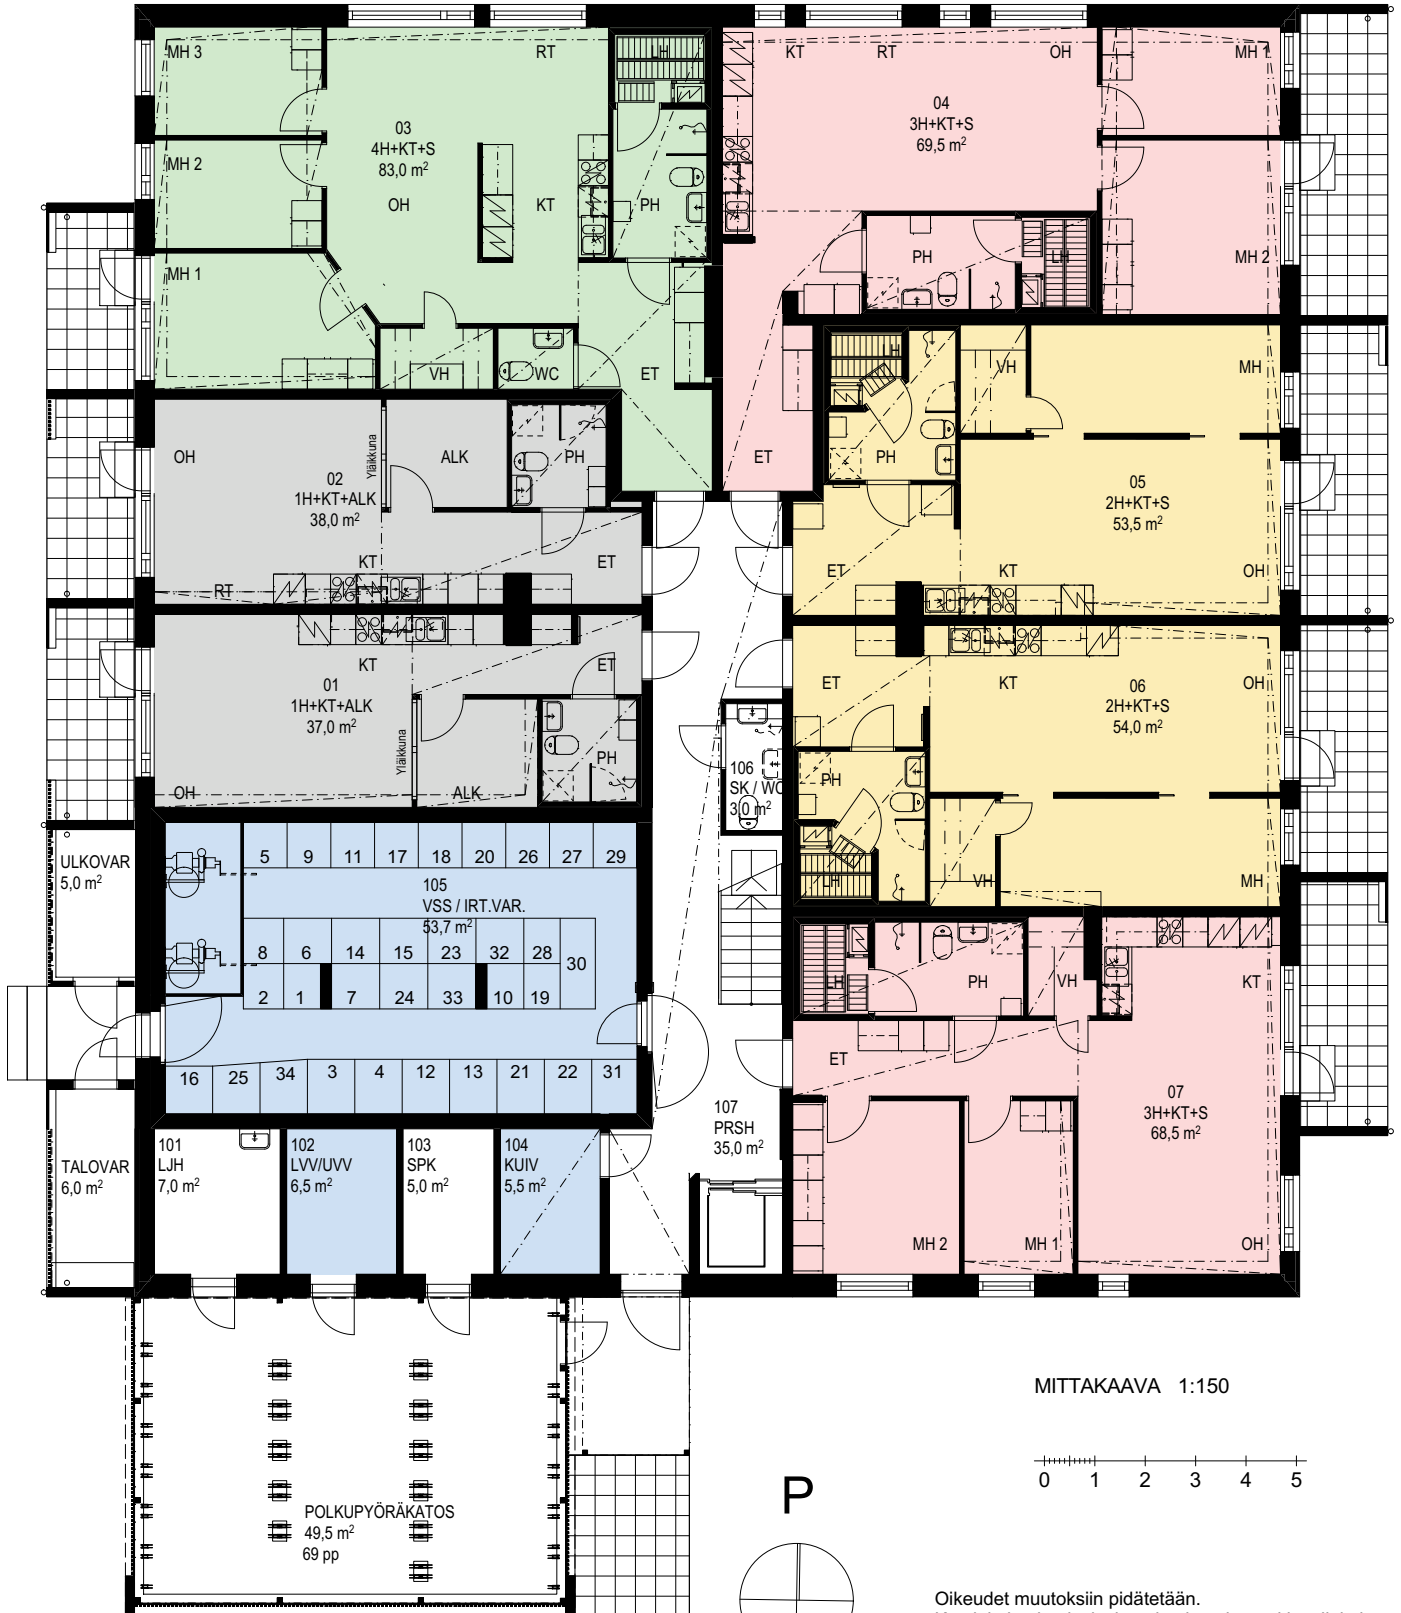 MH 3
RT
LH
03
4H+KT+S
83,0 m²
MH 2
OH
KT
PH
MH 1
VH
WC
ET
KT
RT
OH
MH 1
04
3H+KT+S
69,5 m²
MH 2
PH
LH
ET
OH
Yläikkuna
ALK
PH
02
1H+KT+ALK
38,0 m²
KT
ET
RT
LH
VH
MH
PH
05
2H+KT+S
53,5 m²
ET
KT
OH
KT
ET
01
1H+KT+ALK
37,0 m²
Yläikkuna
PH
OH
ALK
ET
KT
OH
06
2H+KT+S
54,0 m²
PH
LH
VH
MH
106
SK / WC
3,0 m²
ULKOVAR
5,0 m²
5 9 11 17 18 20 26 27 29
105
VSS / IRT.VAR.
53,7 m²
8 6 14 15 23 32 28 30
2 1 7 24 33 10 19
16 25 34 3 4 12 13 21 22 31
LH
PH
VH
KT
ET
07
3H+KT+S
68,5 m²
MH 2
MH 1
OH
107
PRSH
35,0 m²
TALOVAR
6,0 m²
101
LJH
7,0 m²
102
LVV/UVV
6,5 m²
103
SPK
5,0 m²
104
KUIV
5,5 m²
POLKUPYÖRÄKATOS
49,5 m²
69 pp
MITTAKAAVA 1:150
0 1 2 3 4 5
P
Oikeudet muutoksiin pidätetään.